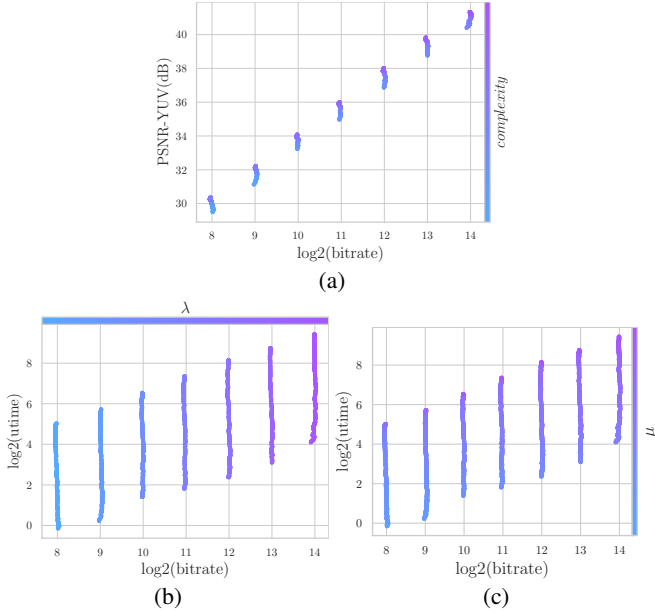 40
38
36
34
32
30
PSNR-YUV(dB)
complexity
8 9 10 11 12 13 14
log2(bitrate)
(a)
λ
8
6
4
2
0
log2(utime)
8 9 10 11 12 13 14
log2(bitrate)
(b)
8
6
4
2
0
log2(utime)
μ
8 9 10 11 12 13 14
log2(bitrate)
(c)